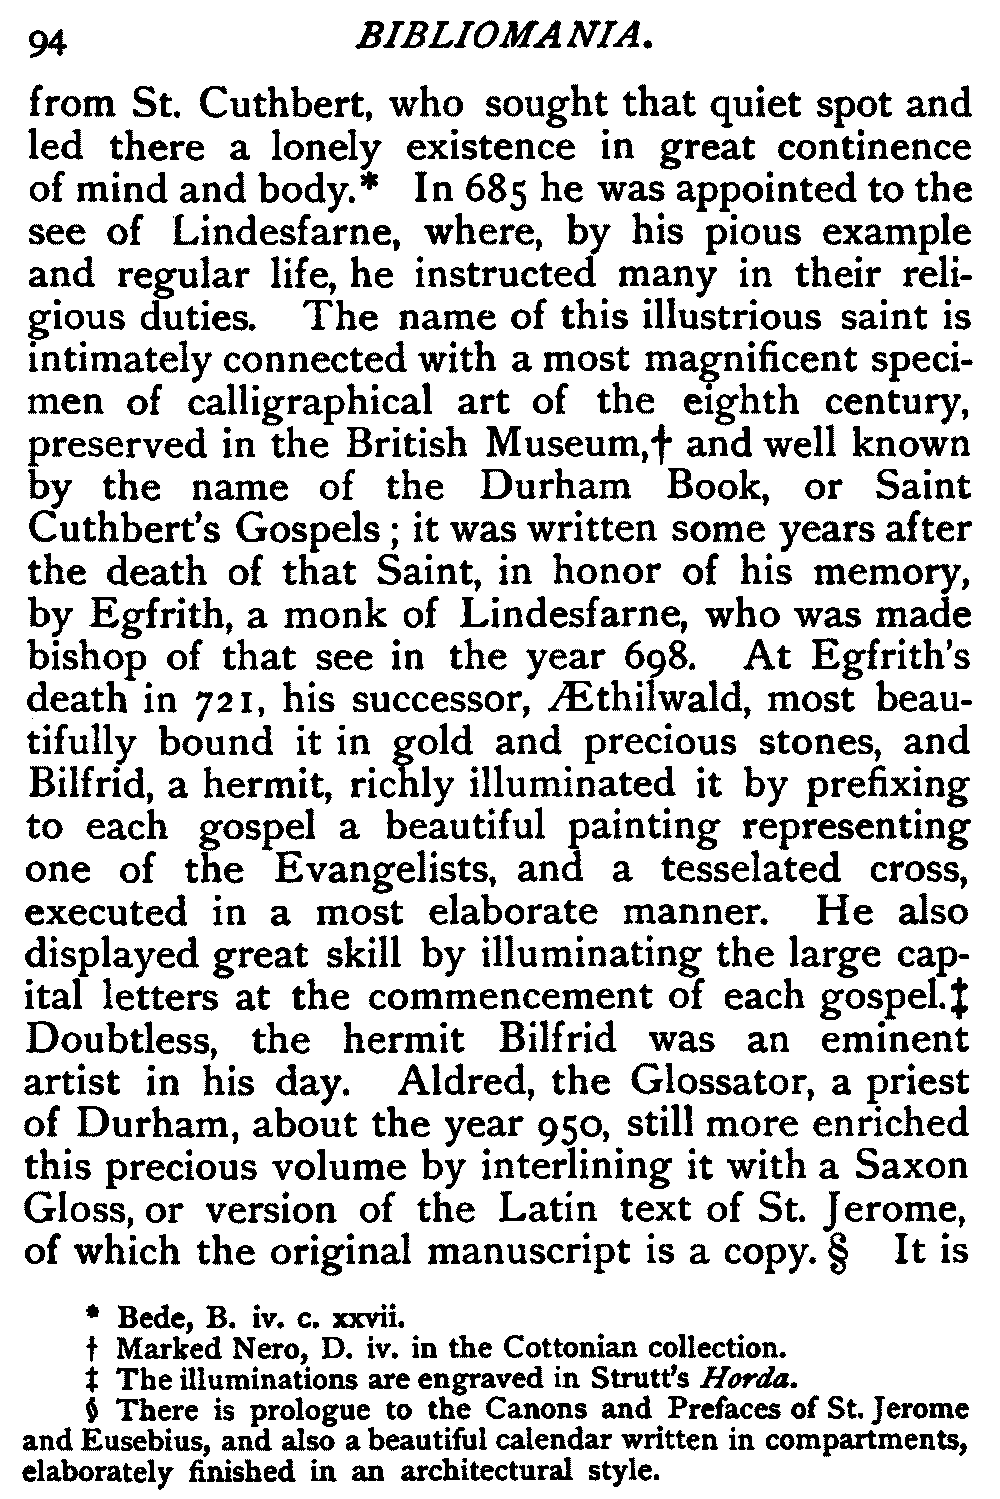 94 BIBLIOMANIA.
from St. Cuthbert, who sought that quiet spot and
led there a lonely existence in great continence
of mind and body.* In 685 he was appointed to the
see of Lindesfarne, where, by his pious example
and regular life, he instructed many in their reli-
gious duties. The name of this illustrious saint is
intimately connected with a most magnificent speci-
men of calligraphical art of the eighth century,
preserved in the British Museum,† and well known
by the name of the Durham Book, or Saint
Cuthbert's Gospels ; it was written some years after
the death of that Saint, in honor of his memory,
by Egfrith, a monk of Lindesfarne, who was made
bishop of that see in the year 698. At Egfrith's
death in 721, his successor, Æthilwald, most beau-
tifully bound it in gold and precious stones, and
Bilfrid, a hermit, richly illuminated it by prefixing
to each gospel a beautiful painting representing
one of the Evangelists, and a tesselated cross,
executed in a most elaborate manner. He also
displayed great skill by illuminating the large cap-
ital letters at the commencement of each gospel.‡
Doubtless, the hermit Bilfrid was an eminent
artist in his day. Aldred, the Glossator, a priest
of Durham, about the year 950, still more enriched
this precious volume by interlining it with a Saxon
Gloss, or version of the Latin text of St. Jerome,
of which the original manuscript is a copy. § It is
* Bede, B. iv. c. xxvii.
† Marked Nero, D. iv. in the Cottonian collection.
‡ The illuminations are engraved in Strutt's Horda.
§ There is prologue to the Canons and Prefaces of St. Jerome
and Eusebius, and also a beautiful calendar written in compartments,
elaborately finished in an architectural style.